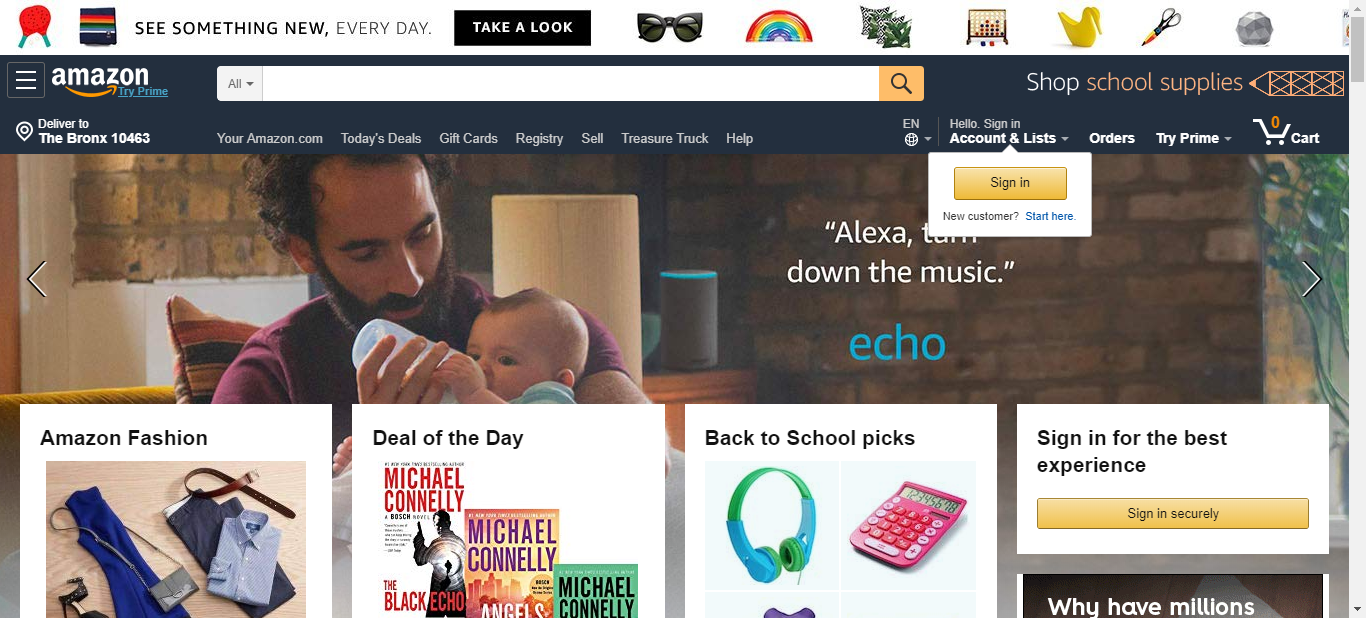 SEE SOMETHING NEW, EVERY DAY.
TAKE A LOOK
amazon
Try Prime
All
Shop school supplies
Deliver to
The Bronx 10463
Your Amazon.com Today's Deals Gift Cards Registry Sell Treasure Truck Help
EN
Hello. Sign in
Account & Lists
Orders
Try Prime
0
Cart
Sign in
New customer? Start here.
“Alexa, turn
down the music.”
echo
Amazon Fashion
Deal of the Day
#1 NEW YORK TIMES BESTSELLING AUTHOR
MICHAEL
CONNELLY
A BOSCH NOVEL
THE
BLACK ECHO
MICHAEL
CONNELLY
BOSCH
ANGELS
MICHAEL
CONNELLY
Back to School picks
Sign in for the best
experience
Sign in securely
Why have millions